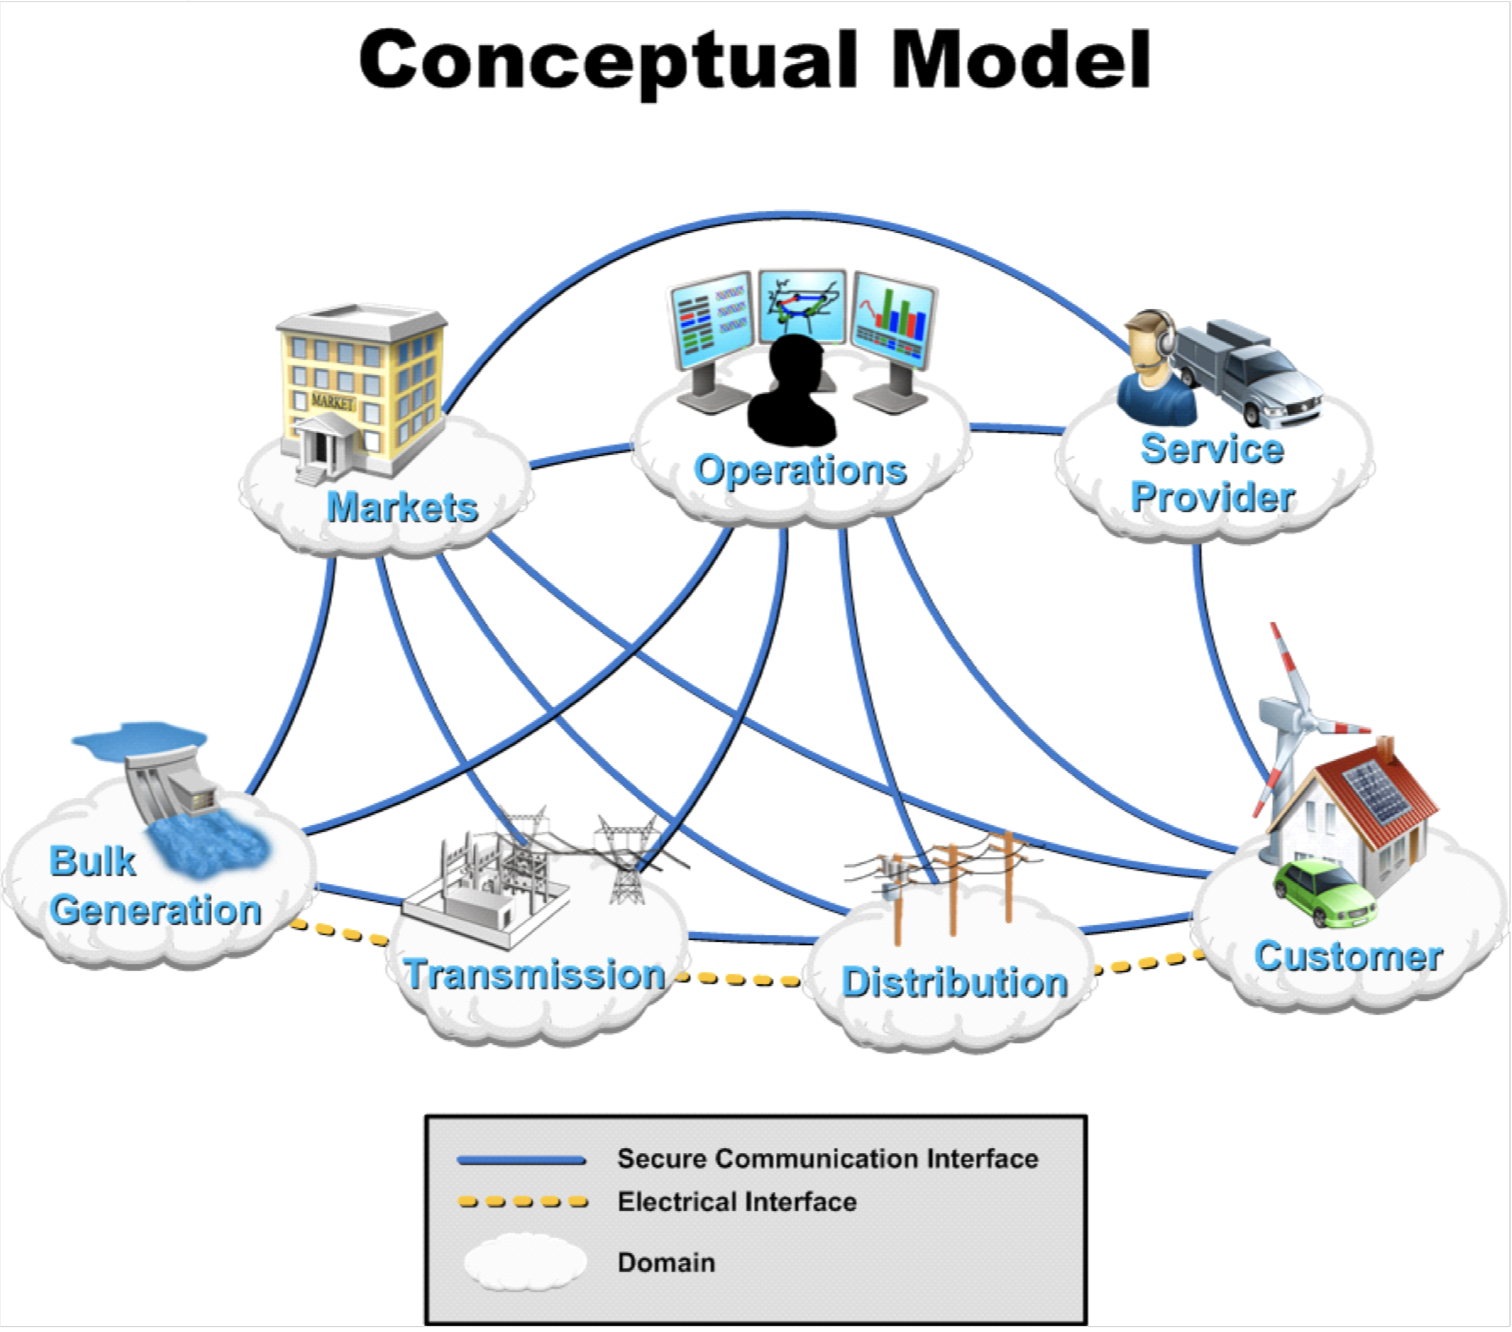 Conceptual Model
MARKET
Markets
Operations
Service
Provider
Bulk
Generation
Transmission
Distribution
Customer
Secure Communication Interface
Electrical Interface
Domain